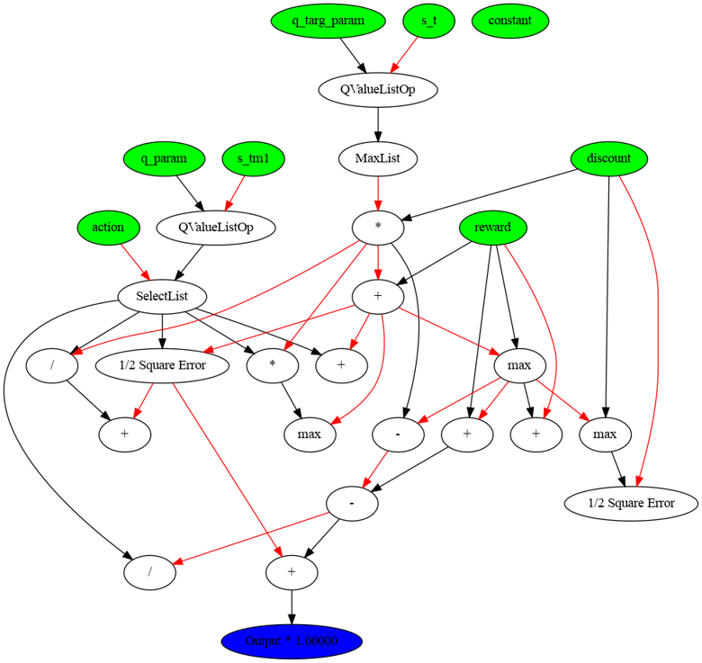 q_targ_param
s_t
constant
QValueListOp
MaxList
q_param
s_tm1
discount
action
QValueListOp
*
reward
SelectList
+
/
1/2 Square Error
*
+
max
+
max
-
+
+
max
-
1/2 Square Error
/
+
Output * 1.00000